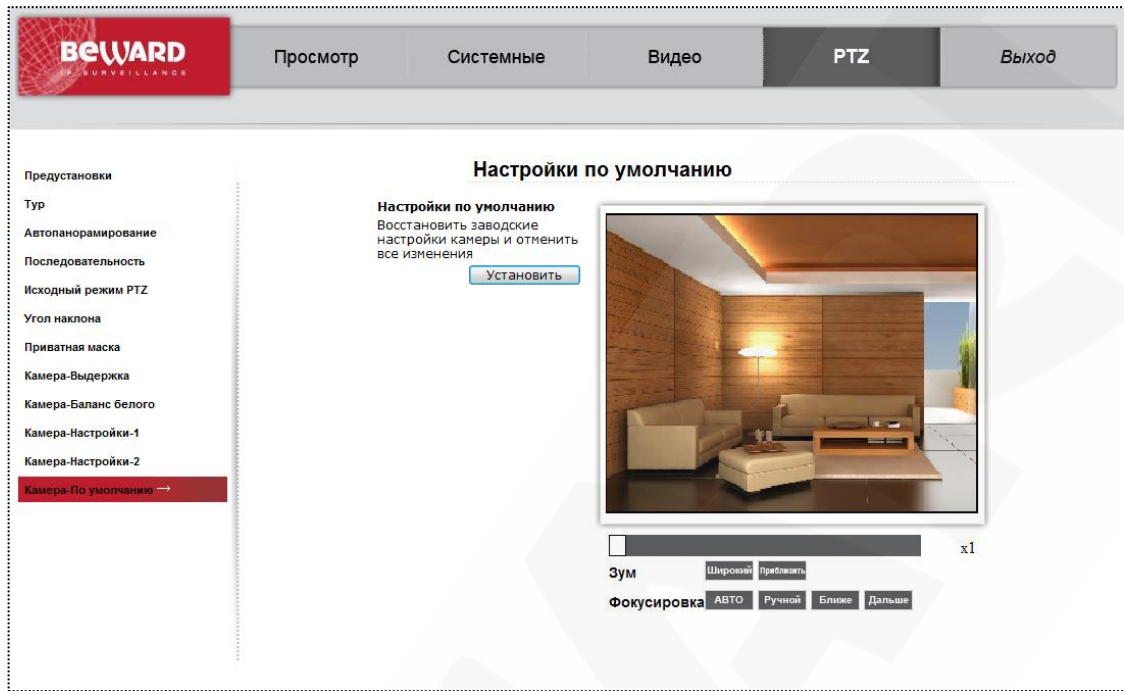 BEWARD
IP SURVEILLANCE
Просмотр
Системные
Видео
PTZ
Выход
Предустановки
Тур
Автопанорамирование
Последовательность
Исходный режим PTZ
Угол наклона
Приватная маска
Камера-Выдержка
Камера-Баланс белого
Камера-Настройки-1
Камера-Настройки-2
Камера-По умолчанию →
Настройки по умолчанию
Настройки по умолчанию
Восстановить заводские
настройки камеры и отменить
все изменения
Установить
x1
Зум
Широкий
Приблизить
Фокусировка
АВТО
Ручной
Ближе
Дальше